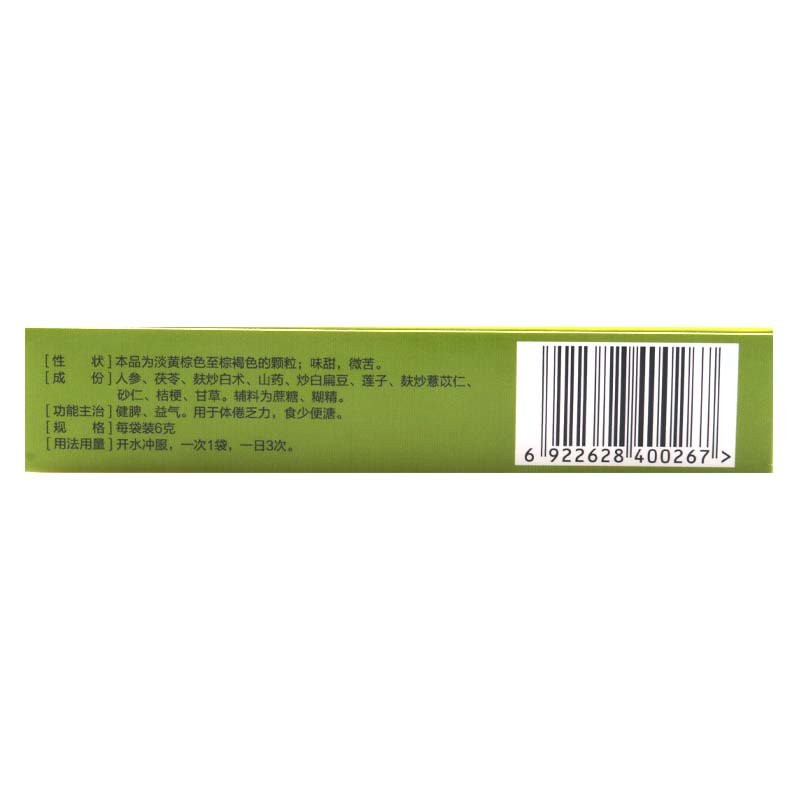 [性　状] 本品为淡黄棕色至棕褐色的颗粒；味甜，微苦。
[成　份] 人参、茯苓、麸炒白术、山药、炒白扁豆、莲子、麸炒薏苡仁、
砂仁、桔梗、甘草。辅料为蔗糖、糊精。
[功能主治] 健脾、益气。用于体倦乏力，食少便溏。
[规　格] 每袋装6克
[用法用量] 开水冲服，一次1袋，一日3次。
6 922628 400267 >